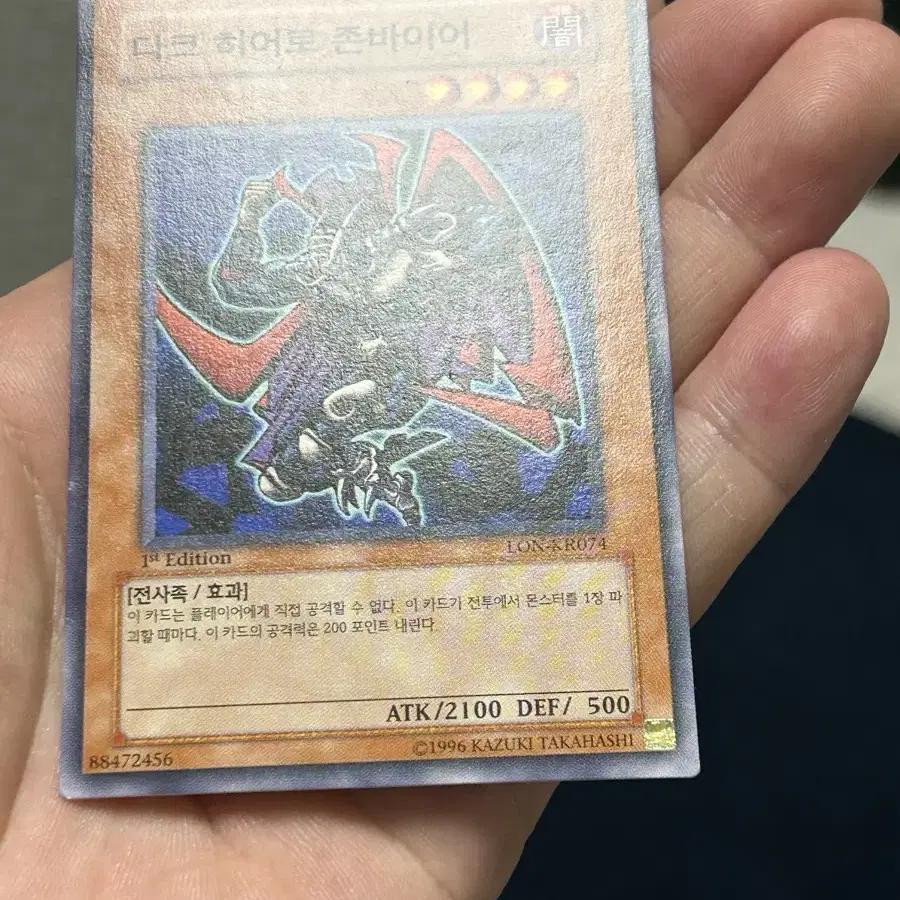 다크 히어로 존바이어
闇
1st Edition
LON-KR074
[전사족 / 효과]
이 카드는 플레이어에게 직접 공격할 수 없다. 이 카드가 전투에서 몬스터를 1장 파
괴할 때마다. 이 카드의 공격력은 200 포인트 내린다.
ATK/2100 DEF/ 500
88472456
©1996 KAZUKI TAKAHASHI